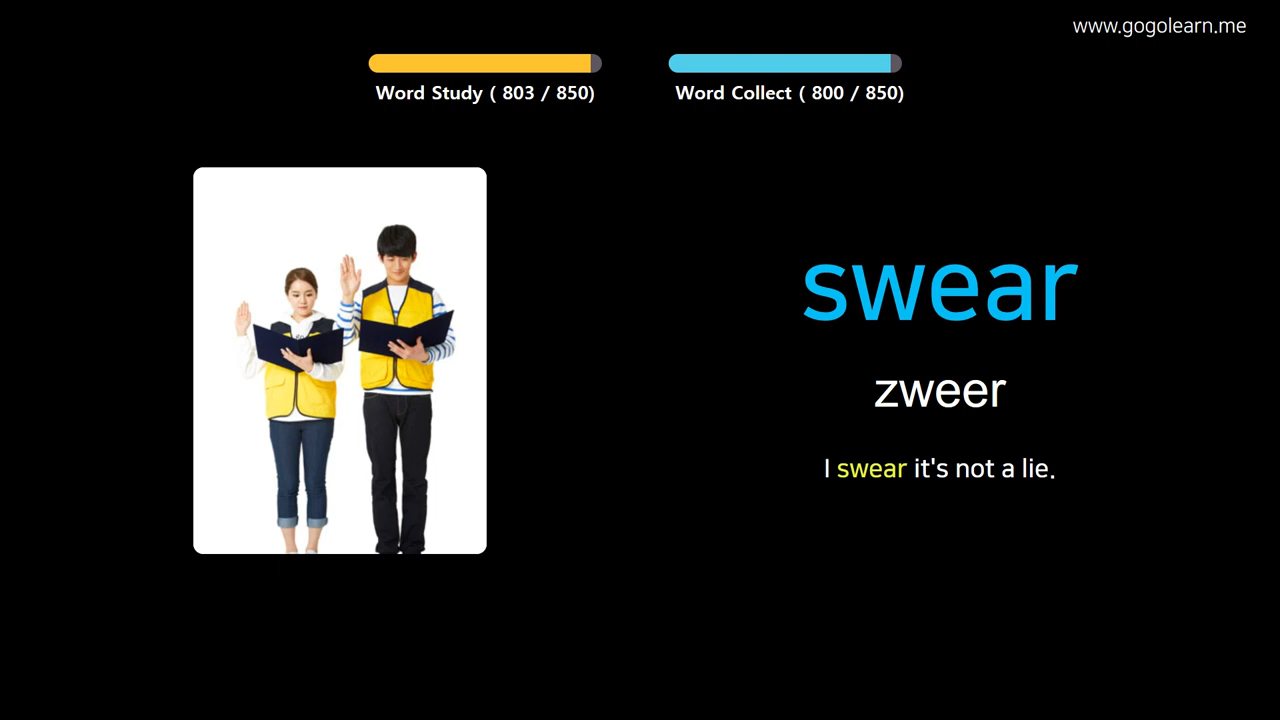 www.gogolearn.me
Word Study ( 803 / 850)
Word Collect ( 800 / 850)
swear
zweer
I swear it's not a lie.